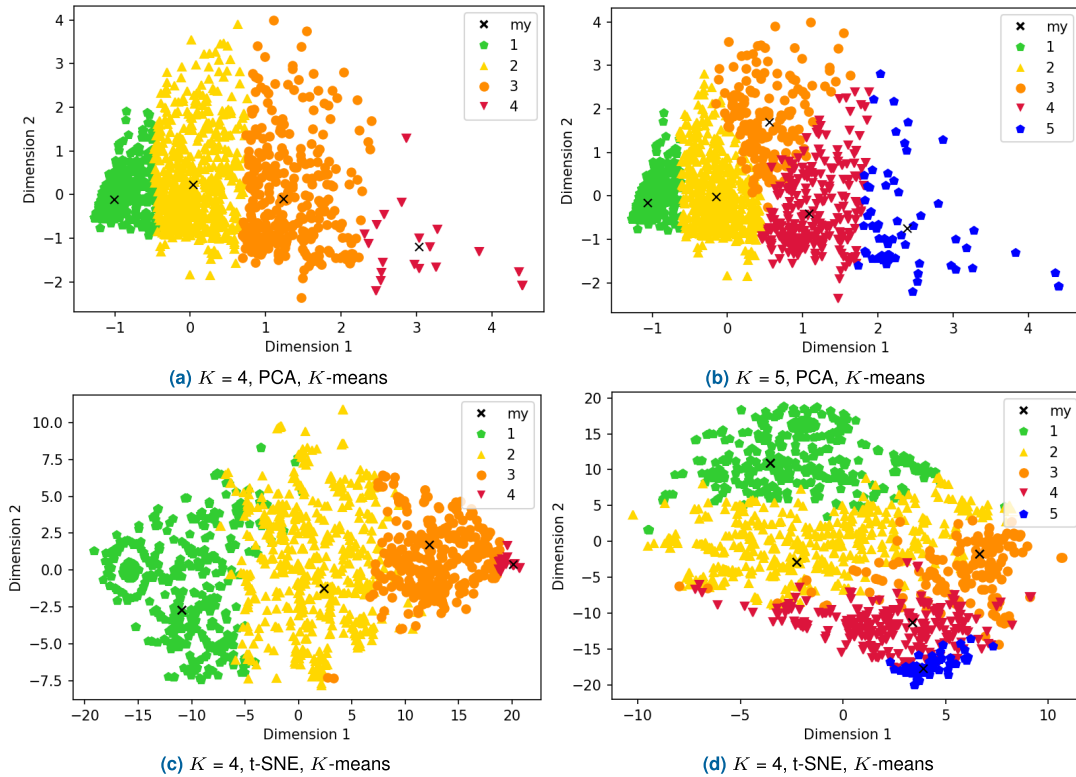 4
3
2
1
0
−1
−2
Dimension 2
my
1
2
3
4
−1 0 1 2 3 4
Dimension 1
(a) K = 4, PCA, K-means
4
3
2
1
0
−1
−2
Dimension 2
my
1
2
3
4
5
−1 0 1 2 3 4
Dimension 1
(b) K = 5, PCA, K-means
10.0
7.5
5.0
2.5
0.0
−2.5
−5.0
−7.5
Dimension 2
my
1
2
3
4
−20 −15 −10 −5 0 5 10 15 20
Dimension 1
(c) K = 4, t-SNE, K-means
20
15
10
5
0
−5
−10
−15
−20
Dimension 2
my
1
2
3
4
5
−10 −5 0 5 10
Dimension 1
(d) K = 4, t-SNE, K-means